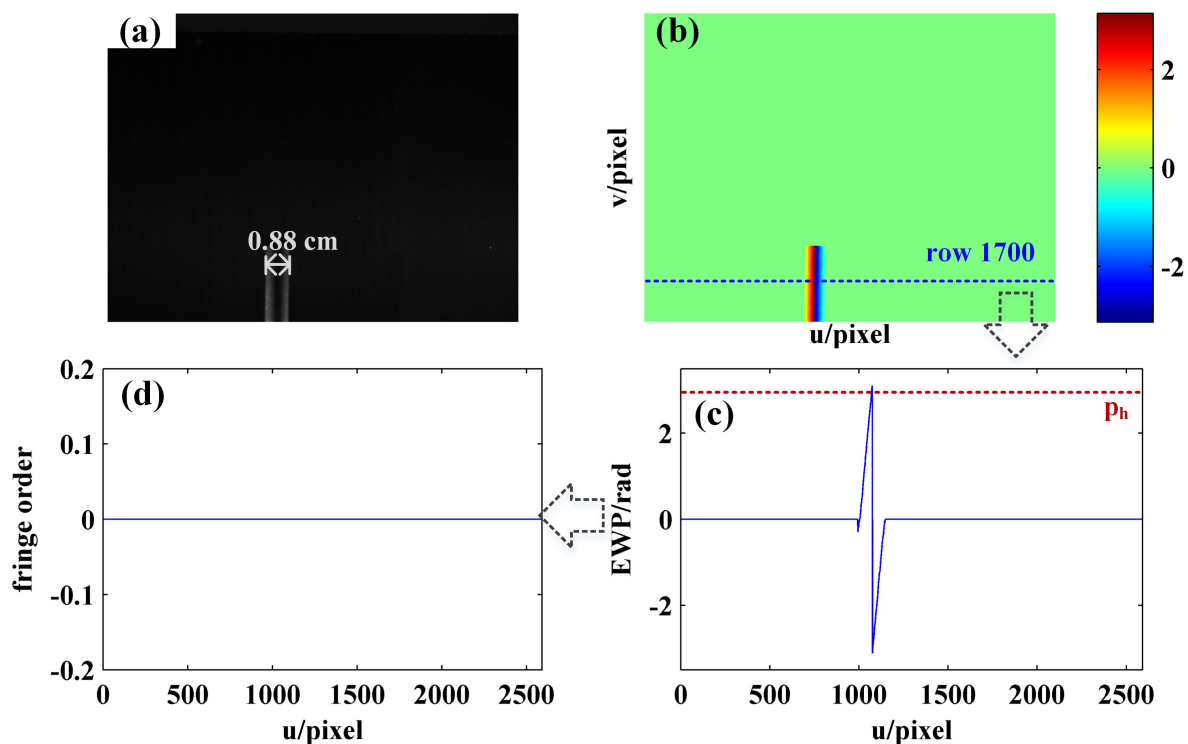 (a)
0.88 cm
(b)
v/pixel
row 1700
u/pixel
2
0
-2
(d)
fringe order
0.2
0.1
0
-0.1
-0.2
0 500 1000 1500 2000 2500
u/pixel
(c)
EWP/rad
p_h
2
0
-2
0 500 1000 1500 2000 2500
u/pixel